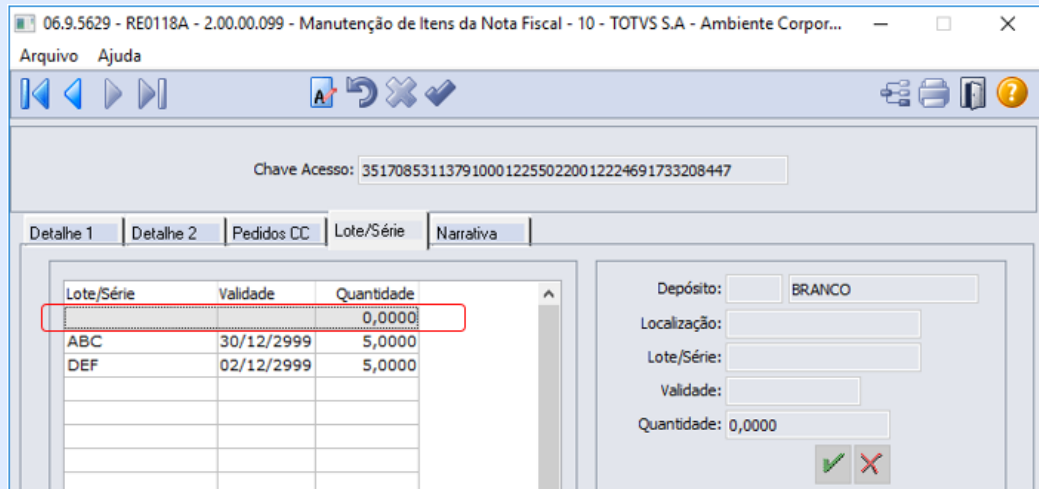 06.9.5629 - RE0118A - 2.00.00.099 - Manutenção de Itens da Nota Fiscal - 10 - TOTVS S.A - Ambiente Corpor...
Arquivo Ajuda
Chave Acesso: 35170853113791000122550220012224691733208447
Detalhe 1 Detalhe 2 Pedidos CC Lote/Série Narrativa
Lote/Série Validade Quantidade
0,0000
ABC 30/12/2999 5,0000
DEF 02/12/2999 5,0000
Depósito: BRANCO
Localização:
Lote/Série:
Validade:
Quantidade: 0,0000